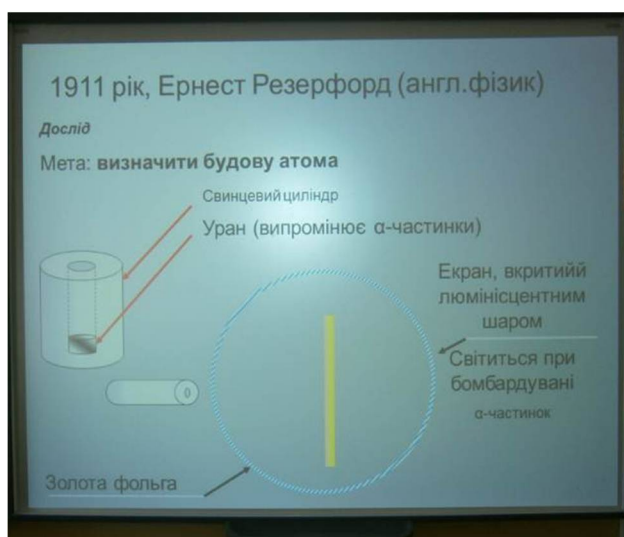 1911 рік, Ернест Резерфорд (англ.фізик)
Дослід
Мета: визначити будову атома
Свинцевий циліндр
Уран (випромінює α-частинки)
Екран, вкритийй
люмінісцентним
шаром
Світиться при
бомбардувані
α-частинок
Золота фольга